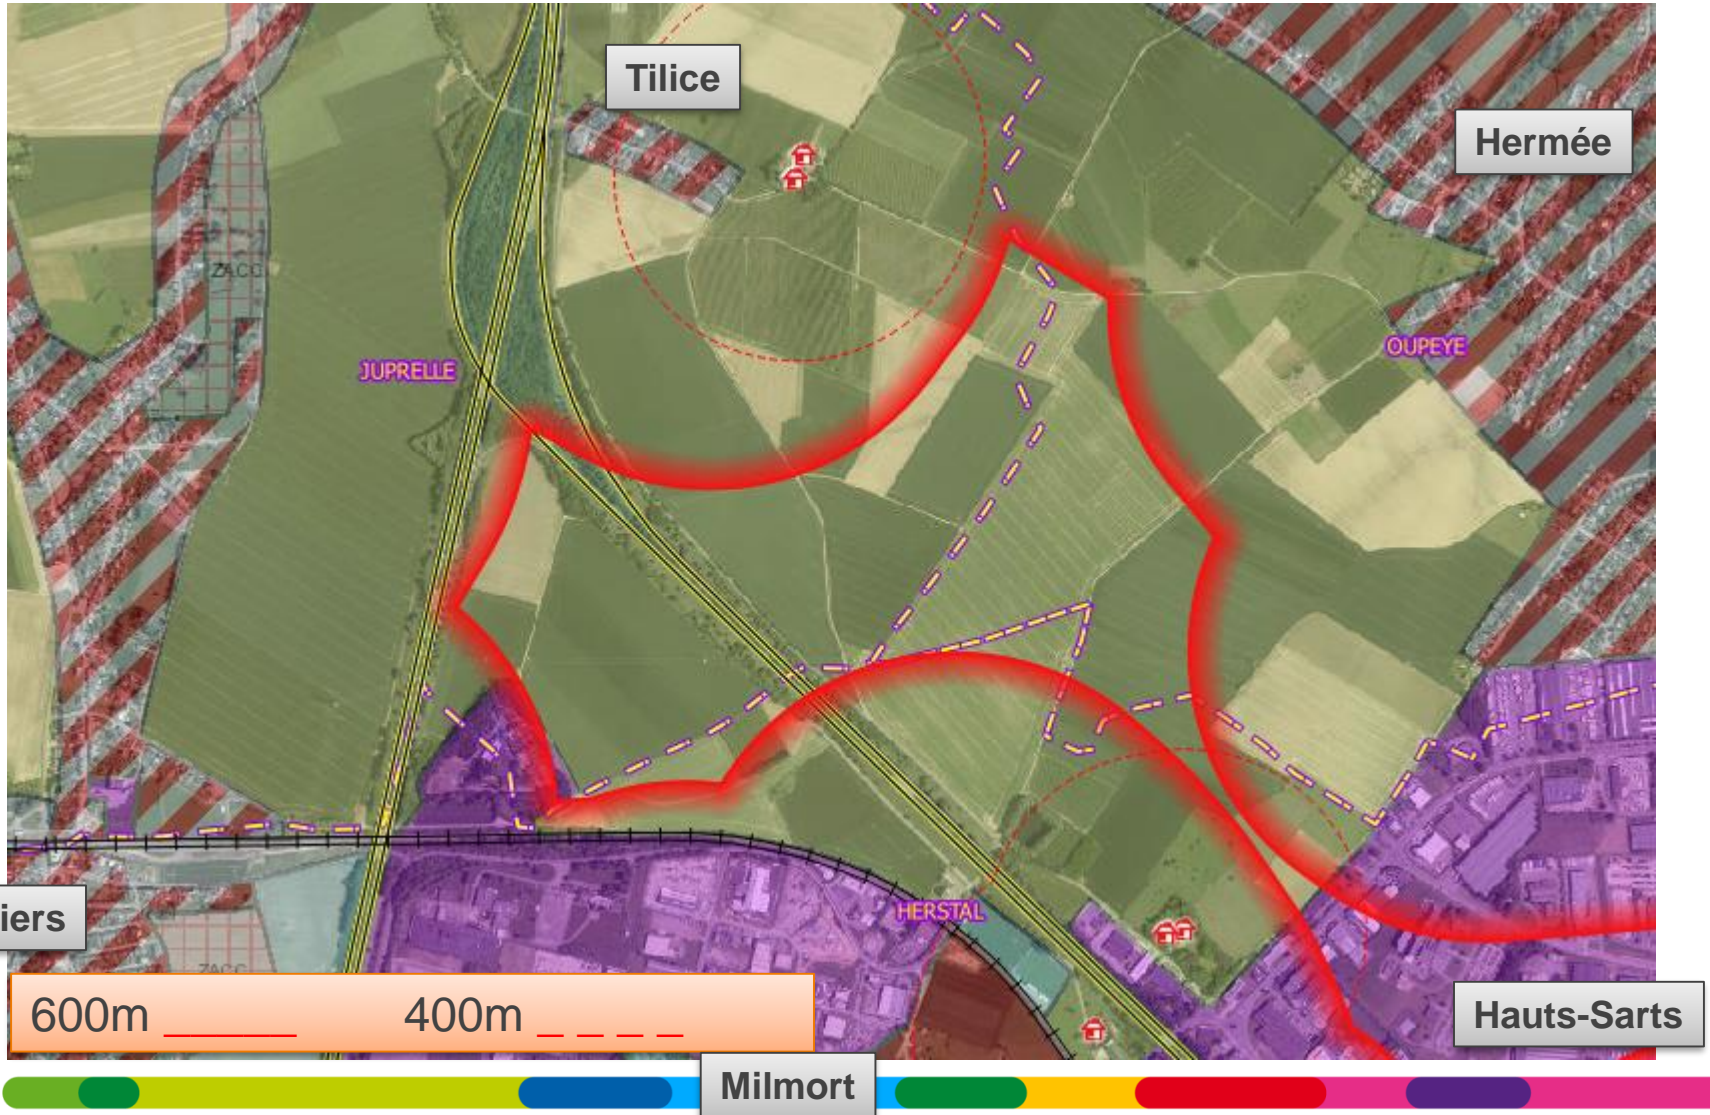 Tilice
Hermée
ZACC
JUPRELLE
OUPEYE
iers
HERSTAL
ZACC
600m
400m
Hauts-Sarts
Milmort